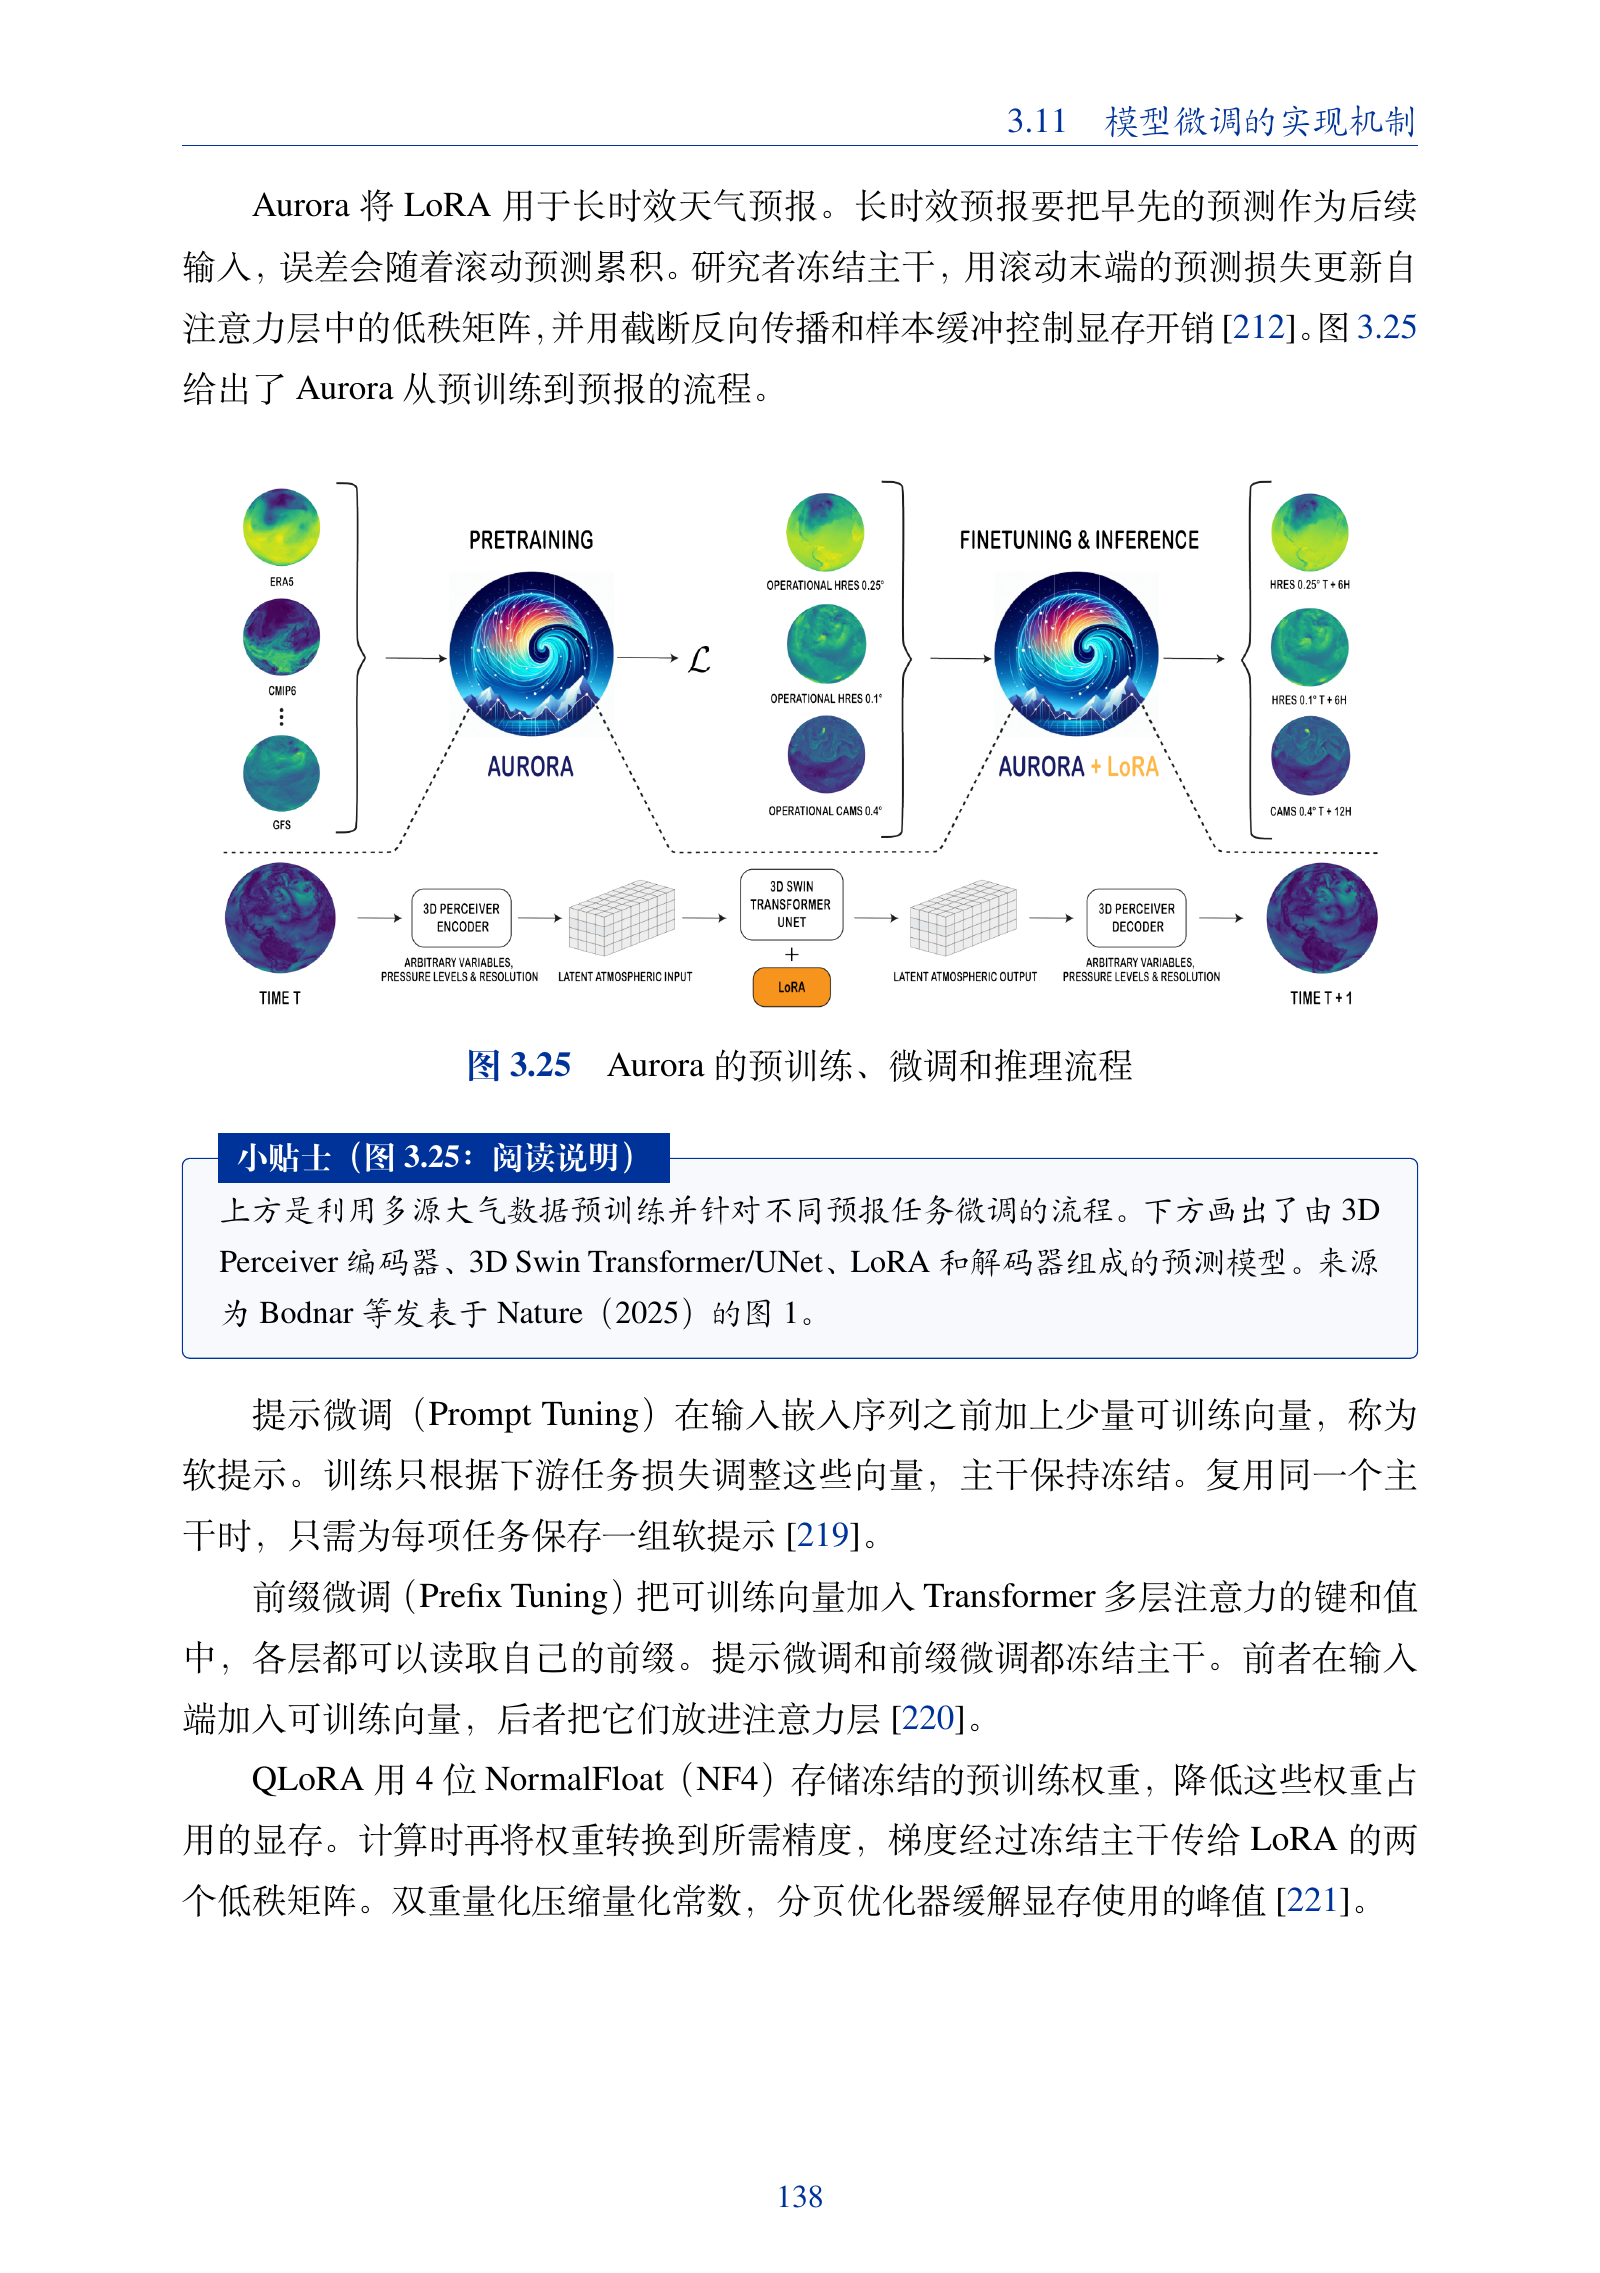 3.11 模型微调的实现机制
Aurora 将 LoRA 用于长时效天气预报。长时效预报要把早先的预测作为后续
输入，误差会随着滚动预测累积。研究者冻结主干，用滚动末端的预测损失更新自
注意力层中的低秩矩阵，并用截断反向传播和样本缓冲控制显存开销 [212]。图 3.25
给出了 Aurora 从预训练到预报的流程。
ERA5
CMIP6
GFS
PRETRAINING
AURORA
ℒ
OPERATIONAL HRES 0.25°
OPERATIONAL HRES 0.1°
OPERATIONAL CAMS 0.4°
FINETUNING & INFERENCE
AURORA + LoRA
HRES 0.25° T + 6H
HRES 0.1° T + 6H
CAMS 0.4° T + 12H
TIME T
3D PERCEIVER
ENCODER
ARBITRARY VARIABLES,
PRESSURE LEVELS & RESOLUTION
LATENT ATMOSPHERIC INPUT
3D SWIN
TRANSFORMER
UNET
+
LoRA
LATENT ATMOSPHERIC OUTPUT
3D PERCEIVER
DECODER
ARBITRARY VARIABLES,
PRESSURE LEVELS & RESOLUTION
TIME T + 1
图 3.25 Aurora 的预训练、微调和推理流程
小贴士（图 3.25：阅读说明）
上方是利用多源大气数据预训练并针对不同预报任务微调的流程。下方画出了由 3D
Perceiver 编码器、3D Swin Transformer/UNet、LoRA 和解码器组成的预测模型。来源
为 Bodnar 等发表于 Nature（2025）的图 1。
提示微调（Prompt Tuning）在输入嵌入序列之前加上少量可训练向量，称为
软提示。训练只根据下游任务损失调整这些向量，主干保持冻结。复用同一个主
干时，只需为每项任务保存一组软提示 [219]。
前缀微调（Prefix Tuning）把可训练向量加入 Transformer 多层注意力的键和值
中，各层都可以读取自己的前缀。提示微调和前缀微调都冻结主干。前者在输入
端加入可训练向量，后者把它们放进注意力层 [220]。
QLoRA 用 4 位 NormalFloat（NF4）存储冻结的预训练权重，降低这些权重占
用的显存。计算时再将权重转换到所需精度，梯度经过冻结主干传给 LoRA 的两
个低秩矩阵。双重量化压缩量化常数，分页优化器缓解显存使用的峰值 [221]。
138